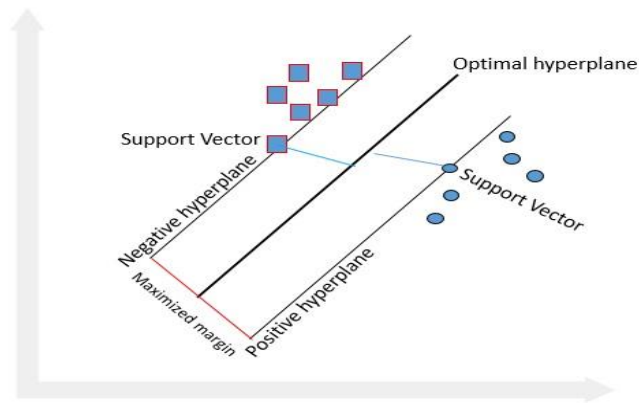 Optimal hyperplane
Support Vector
Negative hyperplane
Support Vector
Maximized margin
Positive hyperplane